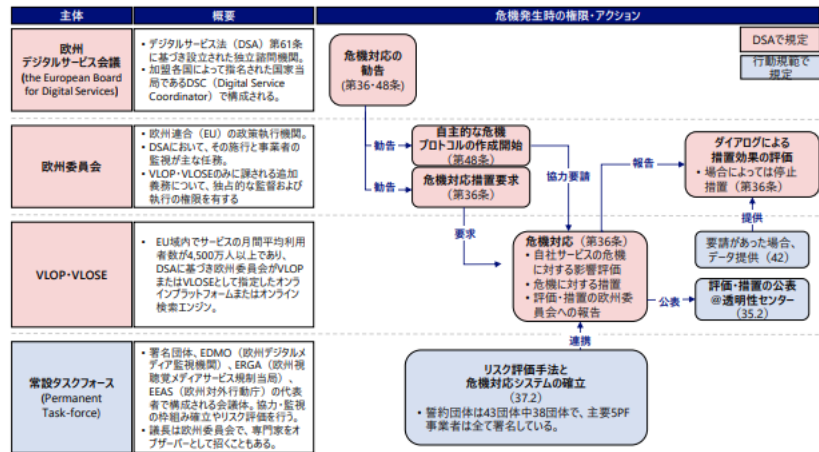 主体
概要
危機発生時の権限・アクション
欧州
デジタルサービス会議
(the European Board
for Digital Services)
• デジタルサービス法（DSA）第61条
に基づき設立された独立諮問機関。
• 加盟各国によって指名された国家当
局であるDSC（Digital Service
Coordinator）で構成される。
危機対応の
勧告
(第36・48条)
DSAで規定
行動規範で
規定
欧州委員会
• 欧州連合（EU）の政策執行機関。
• DSAにおいて、その施行と事業者の
監視が主な任務。
• VLOP・VLOSEのみに課される追加
義務について、独占的な監督および
執行の権限を有する
勧告
自主的な危機
プロトコルの作成開始
（第48条）
勧告
危機対応措置要求
（第36条）
協力要請
報告
ダイアログによる
措置効果の評価
• 場合によっては停止
措置（第36条）
要求
提供
VLOP・VLOSE
• EU域内でサービスの月間平均利用
者数が4,500万人以上であり、
DSAに基づき欧州委員会がVLOP
またはVLOSEとして指定したオン
ラインプラットフォームまたはオンライン
検索エンジン。
危機対応（第36条）
• 自社サービスの危機
に対する影響評価
• 危機に対する措置
• 評価・措置の欧州委
員会への報告
要請があった場合、
データ提供（42）
公表
評価・措置の公表
@透明性センター
（35.2）
連携
常設タスクフォース
(Permanent
Task-force)
• 署名団体、EDMO（欧州デジタルメ
ディア監視機関）、ERGA（欧州視
聴覚メディアサービス規制当局）、
EEAS（欧州対外行動庁）の代表
者で構成される会議体。協力・監視
の枠組み確立やリスク評価を行う。
• 議長は欧州委員会で、専門家をオ
ブザーバーとして招くこともある。
リスク評価手法と
危機対応システムの確立
（37.2）
• 誓約団体は43団体中38団体で、主要SPF
事業者は全て署名している。